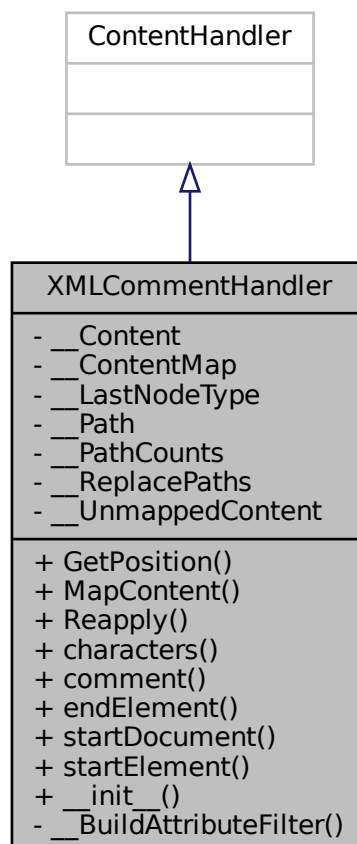 ContentHandler
XMLCommentHandler
- __Content
- __ContentMap
- __LastNodeType
- __Path
- __PathCounts
- __ReplacePaths
- __UnmappedContent
+ GetPosition()
+ MapContent()
+ Reapply()
+ characters()
+ comment()
+ endElement()
+ startDocument()
+ startElement()
+ __init__()
- __BuildAttributeFilter()